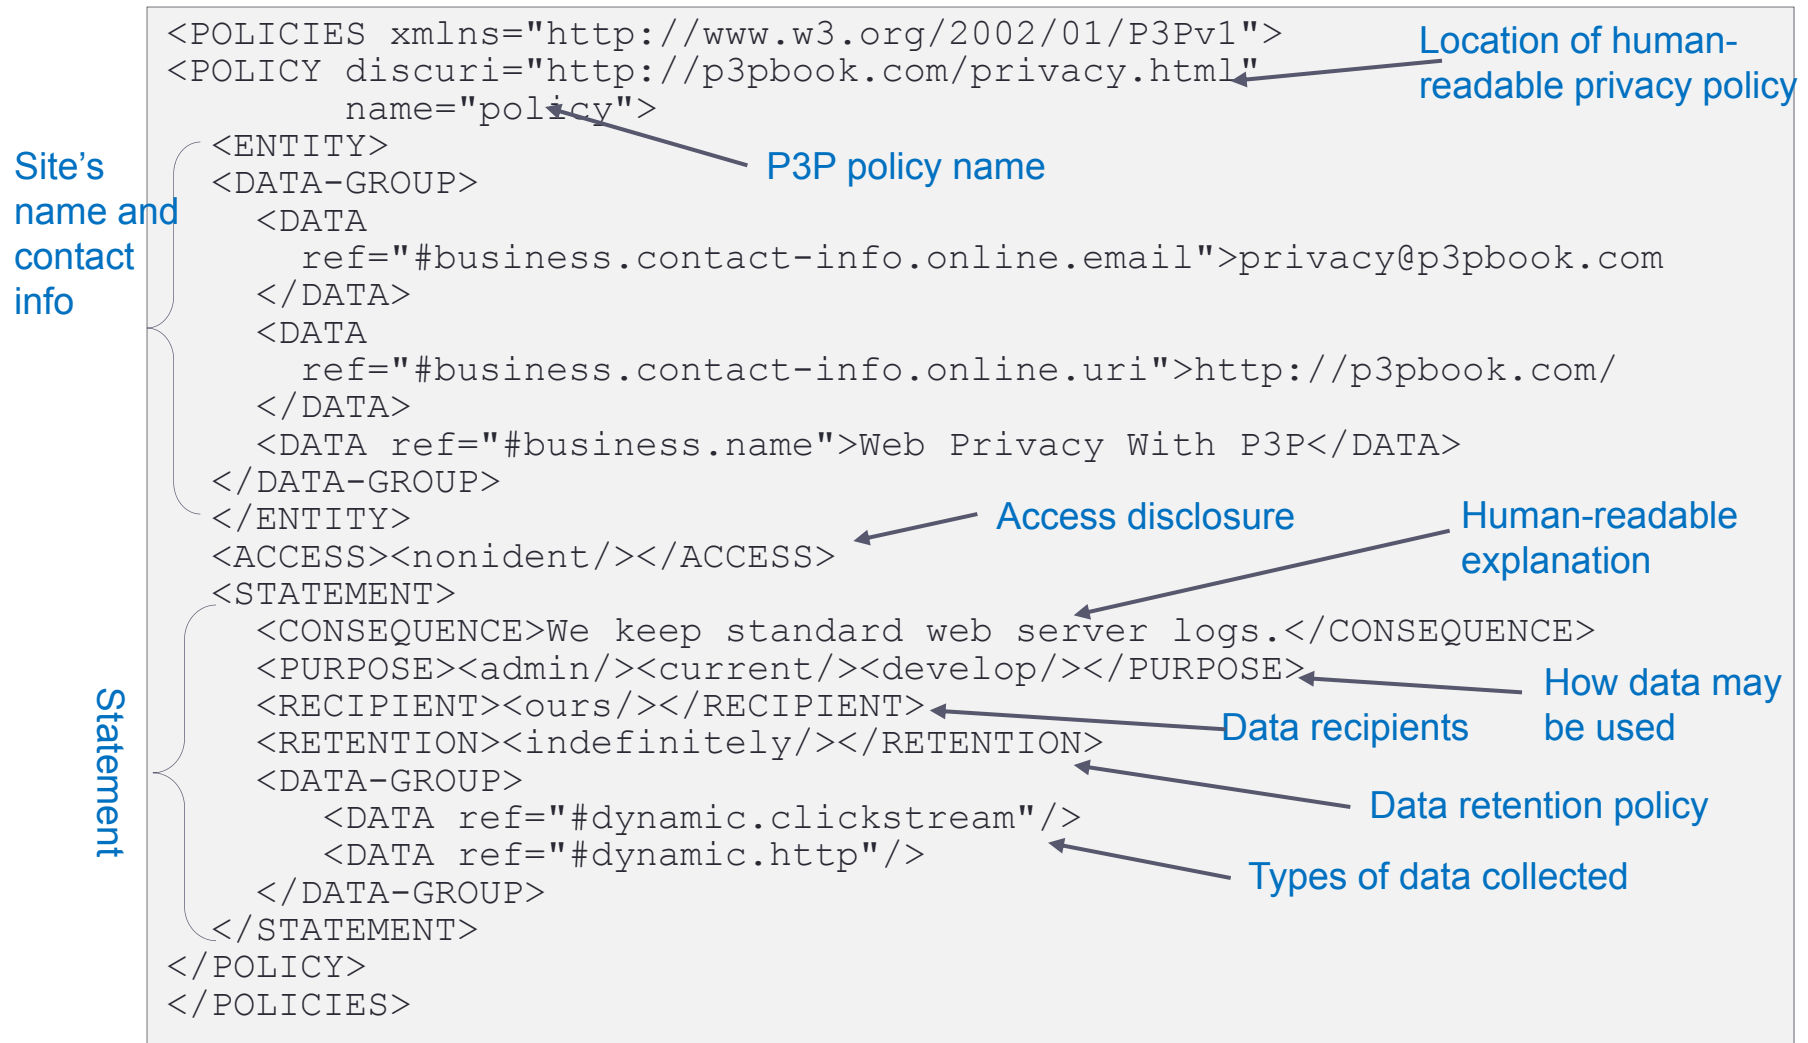 <POLICIES xmlns="http://www.w3.org/2002/01/P3Pv1">
<POLICY discuri="http://p3pbook.com/privacy.html"
name="policy">
Location of human-
readable privacy policy
P3P policy name
Site’s
name and
contact
info
<ENTITY>
<DATA-GROUP>
<DATA
ref="#business.contact-info.online.email">privacy@p3pbook.com
</DATA>
<DATA
ref="#business.contact-info.online.uri">http://p3pbook.com/
</DATA>
<DATA ref="#business.name">Web Privacy With P3P</DATA>
</DATA-GROUP>
</ENTITY>
Access disclosure
<ACCESS><nonident/></ACCESS>
Human-readable
explanation
Statement
<STATEMENT>
<CONSEQUENCE>We keep standard web server logs.</CONSEQUENCE>
<PURPOSE><admin/><current/><develop/></PURPOSE>
How data may
be used
<RECIPIENT><ours/></RECIPIENT>
Data recipients
<RETENTION><indefinitely/></RETENTION>
Data retention policy
<DATA-GROUP>
<DATA ref="#dynamic.clickstream"/>
<DATA ref="#dynamic.http"/>
Types of data collected
</DATA-GROUP>
</STATEMENT>
</POLICY>
</POLICIES>